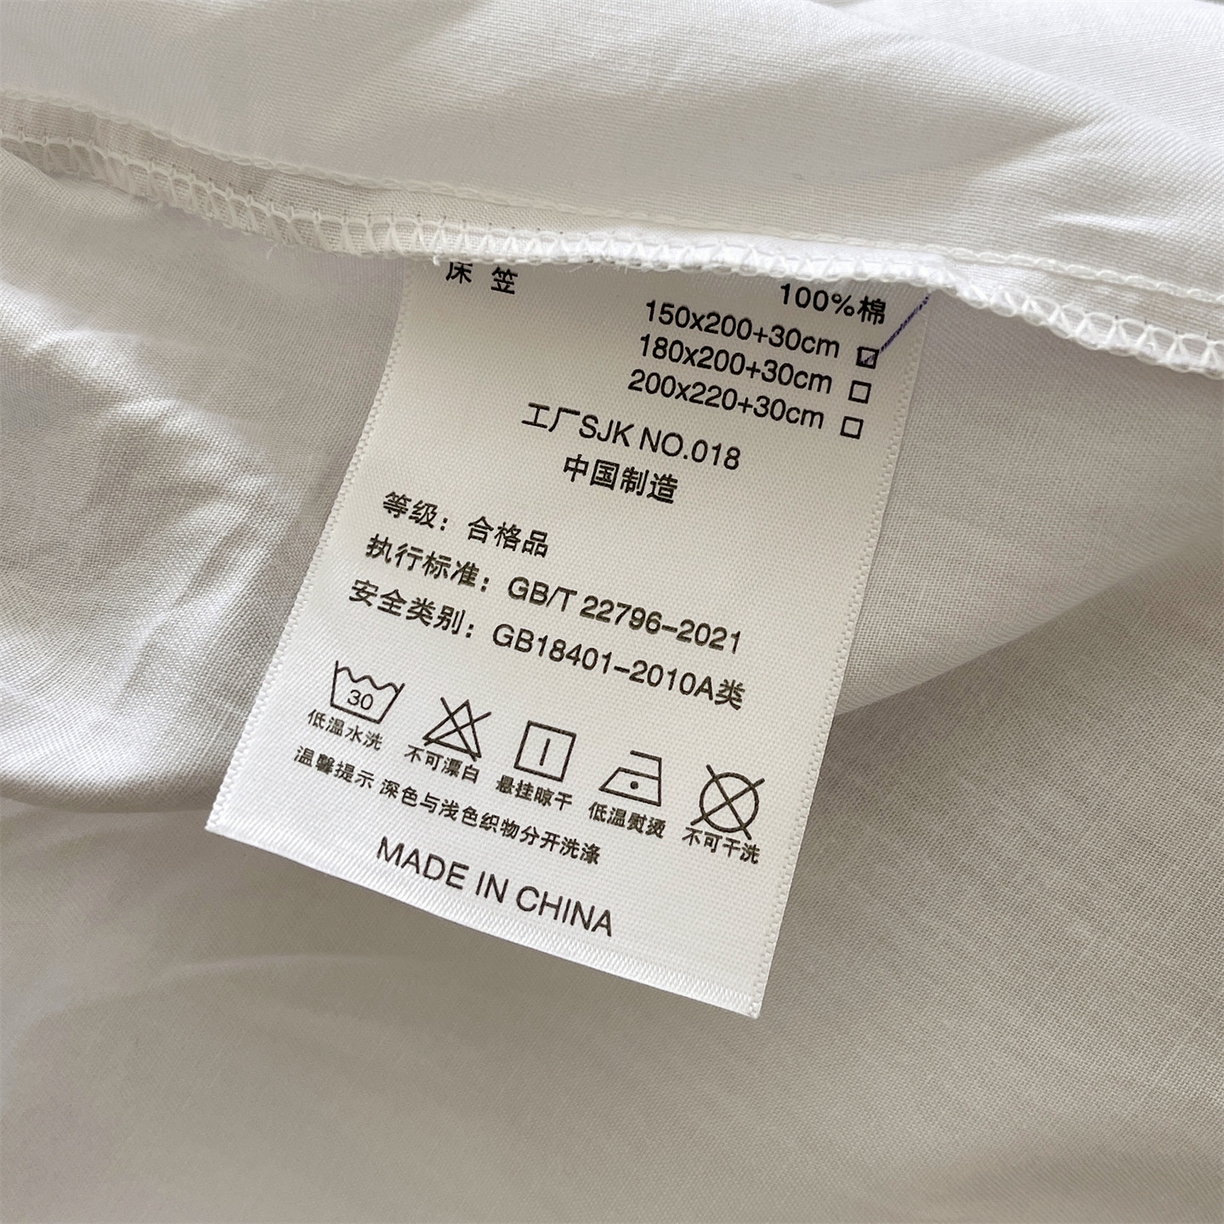 床笠 100%棉
150x200+30cm ☑
180x200+30cm □
200x220+30cm □
工厂SJK NO.018
中国制造
等级：合格品
执行标准：GB/T 22796-2021
安全类别：GB18401-2010A类
30
低温水洗 不可漂白 悬挂晾干 低温熨烫 不可干洗
温馨提示 深色与浅色织物分开洗涤
MADE IN CHINA